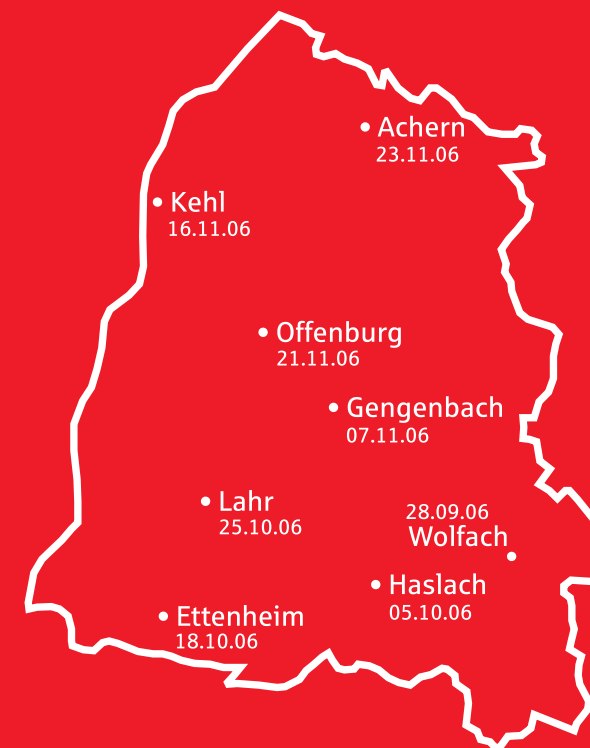 Achern
23.11.06
Kehl
16.11.06
Offenburg
21.11.06
Gengenbach
07.11.06
Lahr
25.10.06
28.09.06
Wolfach
Haslach
05.10.06
Ettenheim
18.10.06